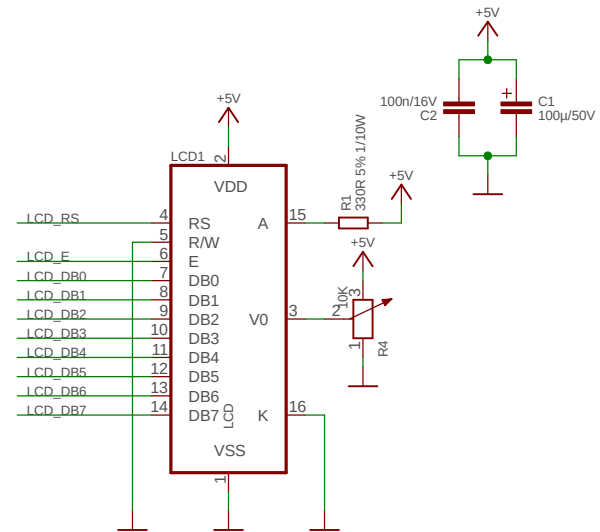 +5V
100n/16V
C2
+
C1
100µ/50V
+5V
LCD1
2
VDD
R1
330R 5% 1/10W
+5V
LCD_RS
4
RS
A
15
5
R/W
LCD_E
6
E
+5V
LCD_DB0
7
DB0
LCD_DB1
8
DB1
10K
3
LCD_DB2
9
DB2
V0
3
2
LCD_DB3
10
DB3
1
R4
LCD_DB4
11
DB4
LCD_DB5
12
DB5
LCD_DB6
13
DB6
LCD_DB7
14
DB7
LCD
K
16
VSS
1